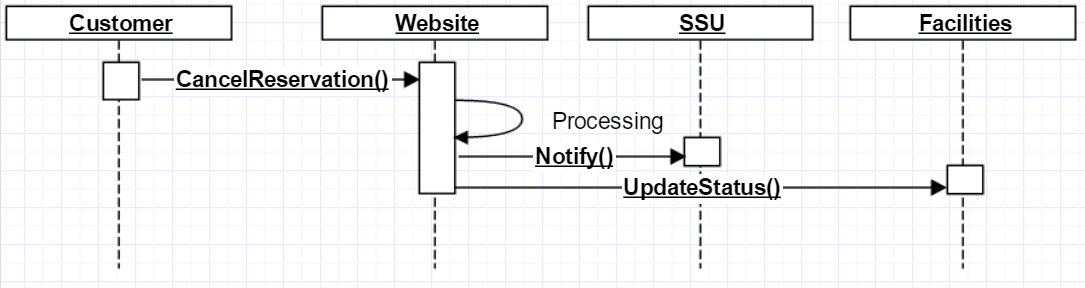 Customer
Website
SSU
Facilities
CancelReservation()
Processing
Notify()
UpdateStatus()